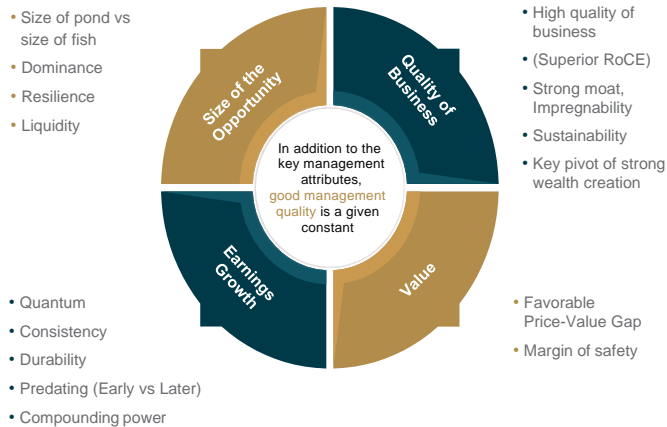 • Size of pond vs
size of fish
• Dominance
• Resilience
• Liquidity
Size of the
Opportunity
Quality of
Business
• High quality of
business
• (Superior RoCE)
• Strong moat,
Impregnability
• Sustainability
• Key pivot of strong
wealth creation
In addition to the
key management
attributes,
good management
quality is a given
constant
Earnings
Growth
Value
• Quantum
• Consistency
• Durability
• Predating (Early vs Later)
• Compounding power
• Favorable
Price-Value Gap
• Margin of safety